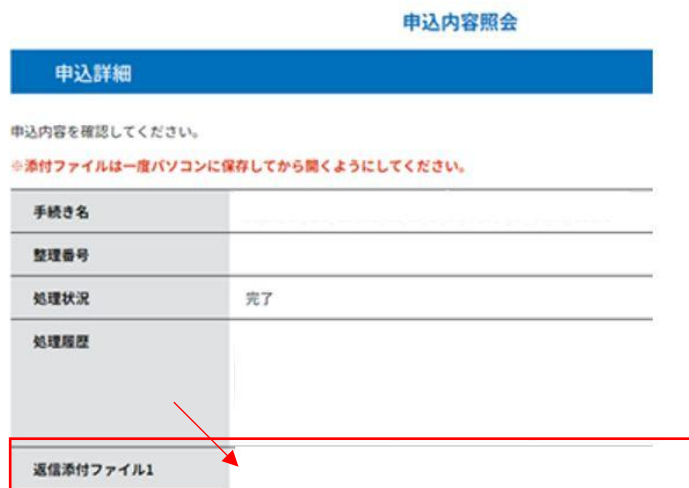 申込内容照会
申込詳細
申込内容を確認してください。
※添付ファイルは一度パソコンに保存してから開くようにしてください。
手続き名
整理番号
処理状況 完了
処理履歴
返信添付ファイル1